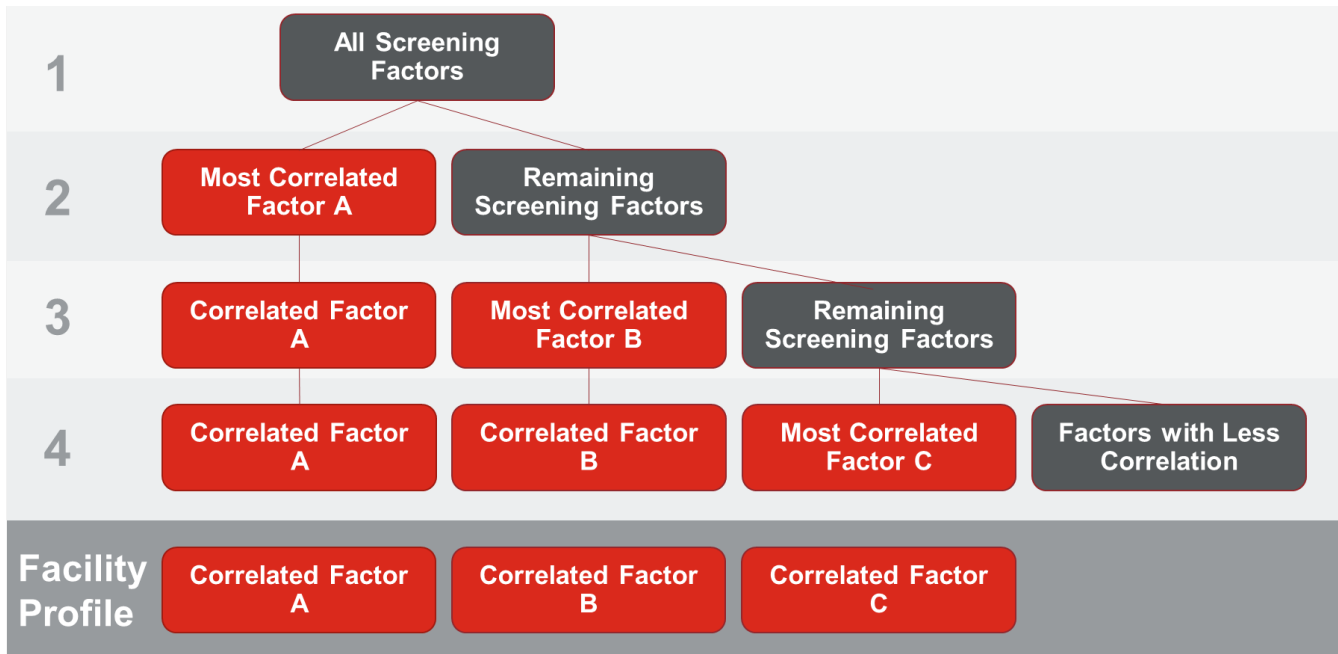 1
All Screening
Factors
2
Most Correlated
Factor A
Remaining
Screening Factors
3
Correlated Factor
A
Most Correlated
Factor B
Remaining
Screening Factors
4
Correlated Factor
A
Correlated Factor
B
Most Correlated
Factor C
Factors with Less
Correlation
Facility
Profile
Correlated Factor
A
Correlated Factor
B
Correlated Factor
C